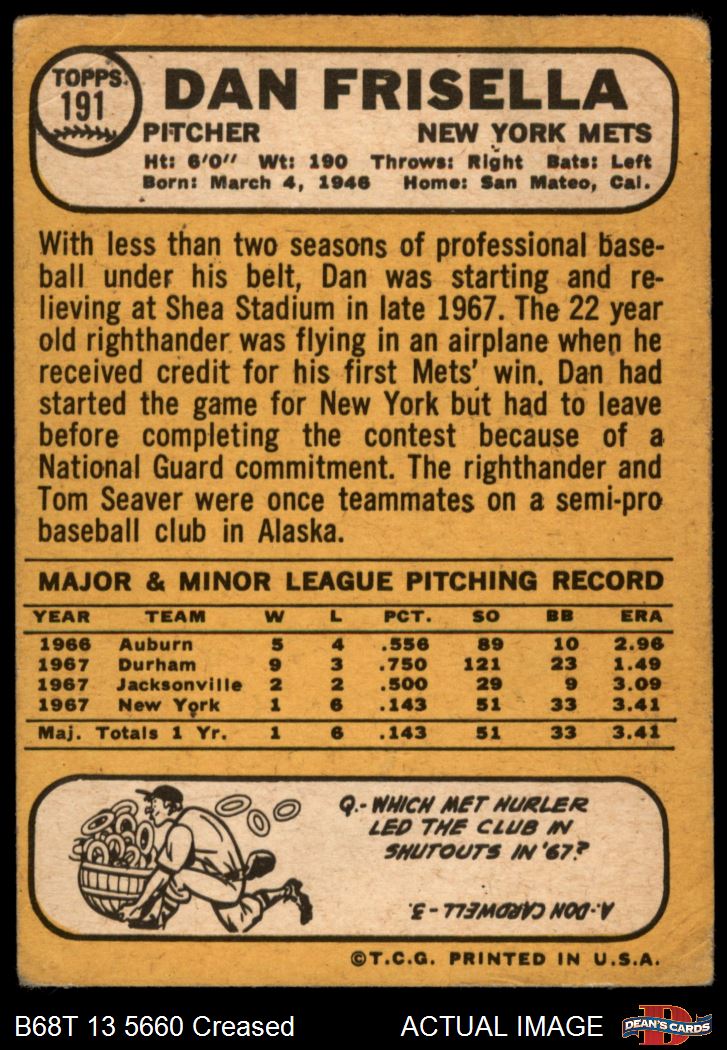 TOPPS
191
DAN FRISELLA
PITCHER NEW YORK METS
Ht: 6'0" Wt: 190 Throws: Right Bats: Left
Born: March 4, 1946 Home: San Mateo, Cal.
With less than two seasons of professional base-
ball under his belt, Dan was starting and re-
lieving at Shea Stadium in late 1967. The 22 year
old righthander was flying in an airplane when he
received credit for his first Mets' win. Dan had
started the game for New York but had to leave
before completing the contest because of a
National Guard commitment. The righthander and
Tom Seaver were once teammates on a semi-pro
baseball club in Alaska.
MAJOR & MINOR LEAGUE PITCHING RECORD
YEAR TEAM W L PCT. SO BB ERA
1966 Auburn 5 4 .556 89 10 2.96
1967 Durham 9 3 .750 121 23 1.49
1967 Jacksonville 2 2 .500 29 9 3.09
1967 New York 1 6 .143 51 33 3.41
Maj. Totals 1 Yr. 1 6 .143 51 33 3.41
Q.- WHICH MET HURLER
LED THE CLUB IN
SHUTOUTS IN '67?
A.- DON CARDWELL - 3.
©T.C.G. PRINTED IN U.S.A.
B68T 13 5660 Creased ACTUAL IMAGE
DEAN'S CARDS